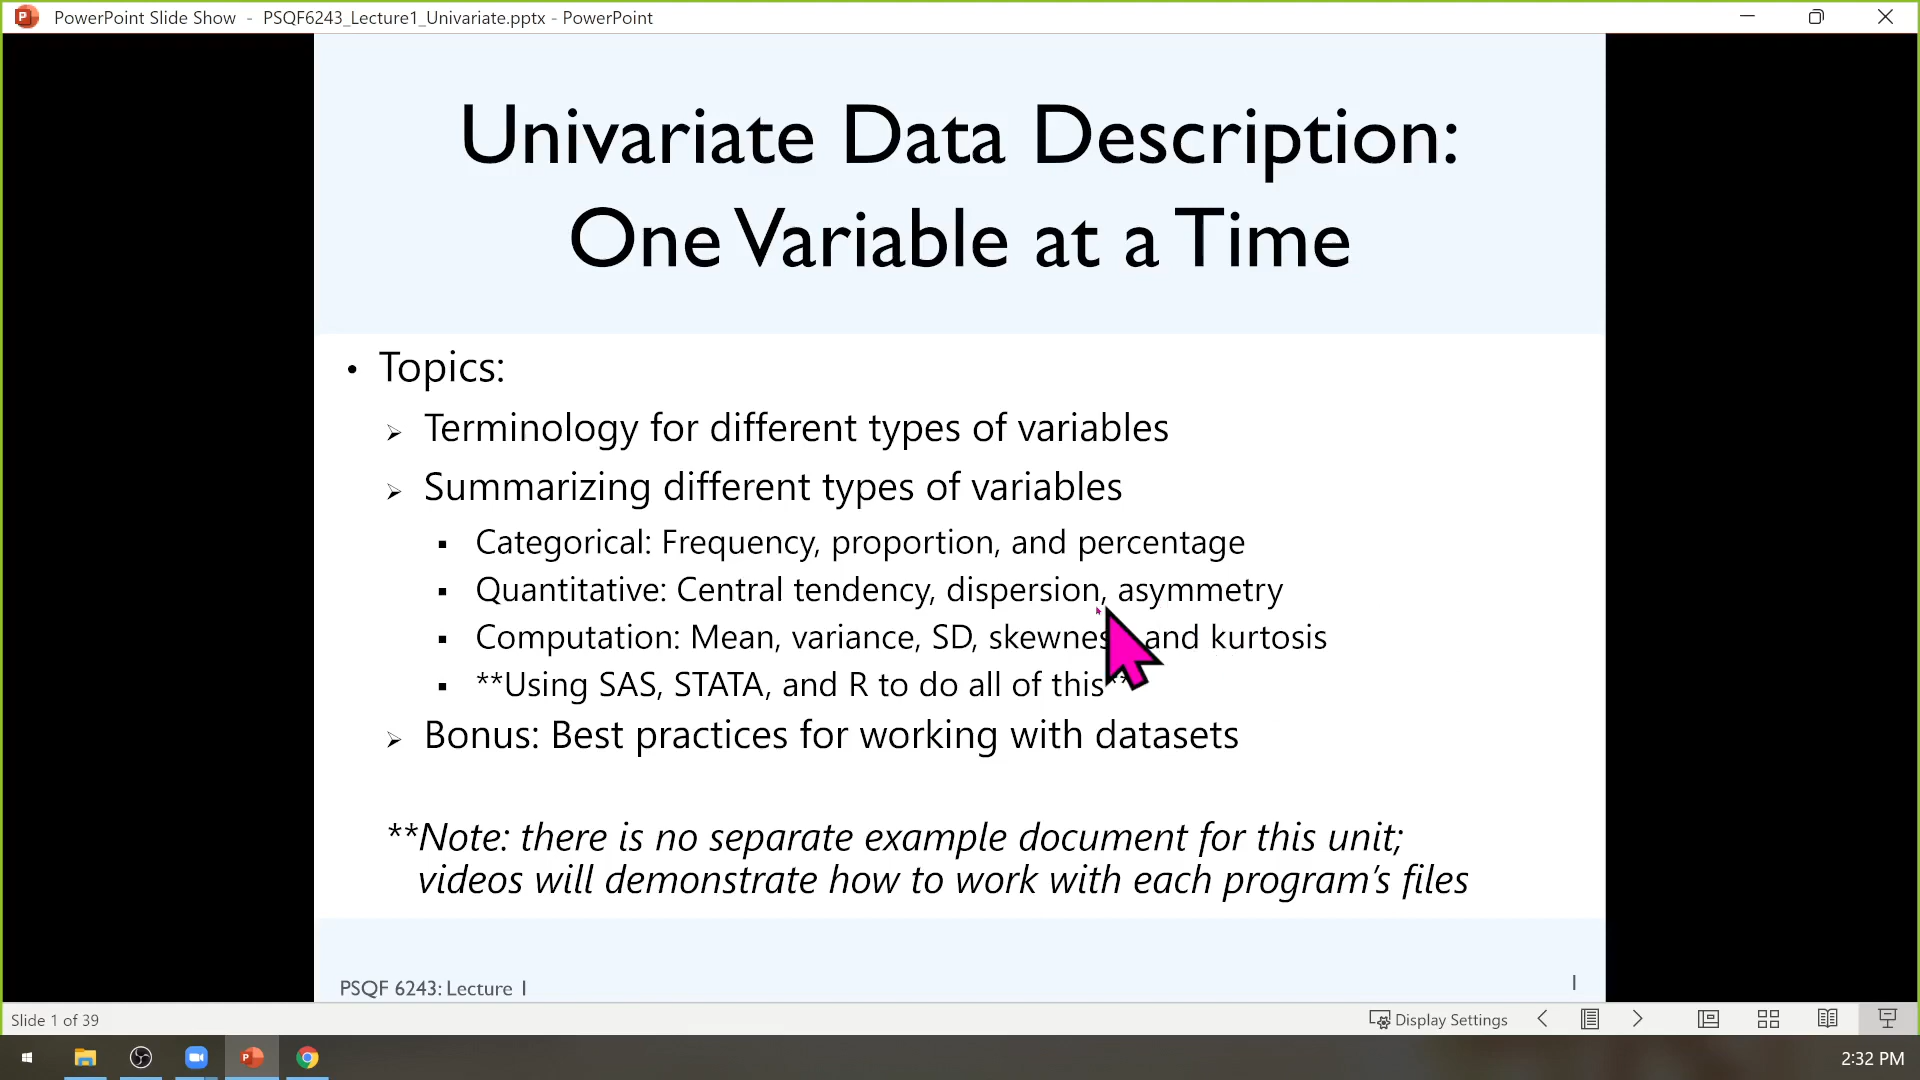 PowerPoint Slide Show - PSQF6243_Lecture1_Univariate.pptx - PowerPoint
Univariate Data Description:
One Variable at a Time
• Topics:
➢ Terminology for different types of variables
➢ Summarizing different types of variables
▪ Categorical: Frequency, proportion, and percentage
▪ Quantitative: Central tendency, dispersion, asymmetry
▪ Computation: Mean, variance, SD, skewness, and kurtosis
▪ **Using SAS, STATA, and R to do all of this**
➢ Bonus: Best practices for working with datasets
**Note: there is no separate example document for this unit;
videos will demonstrate how to work with each program's files
PSQF 6243: Lecture 1
1
Slide 1 of 39
Display Settings
2:32 PM